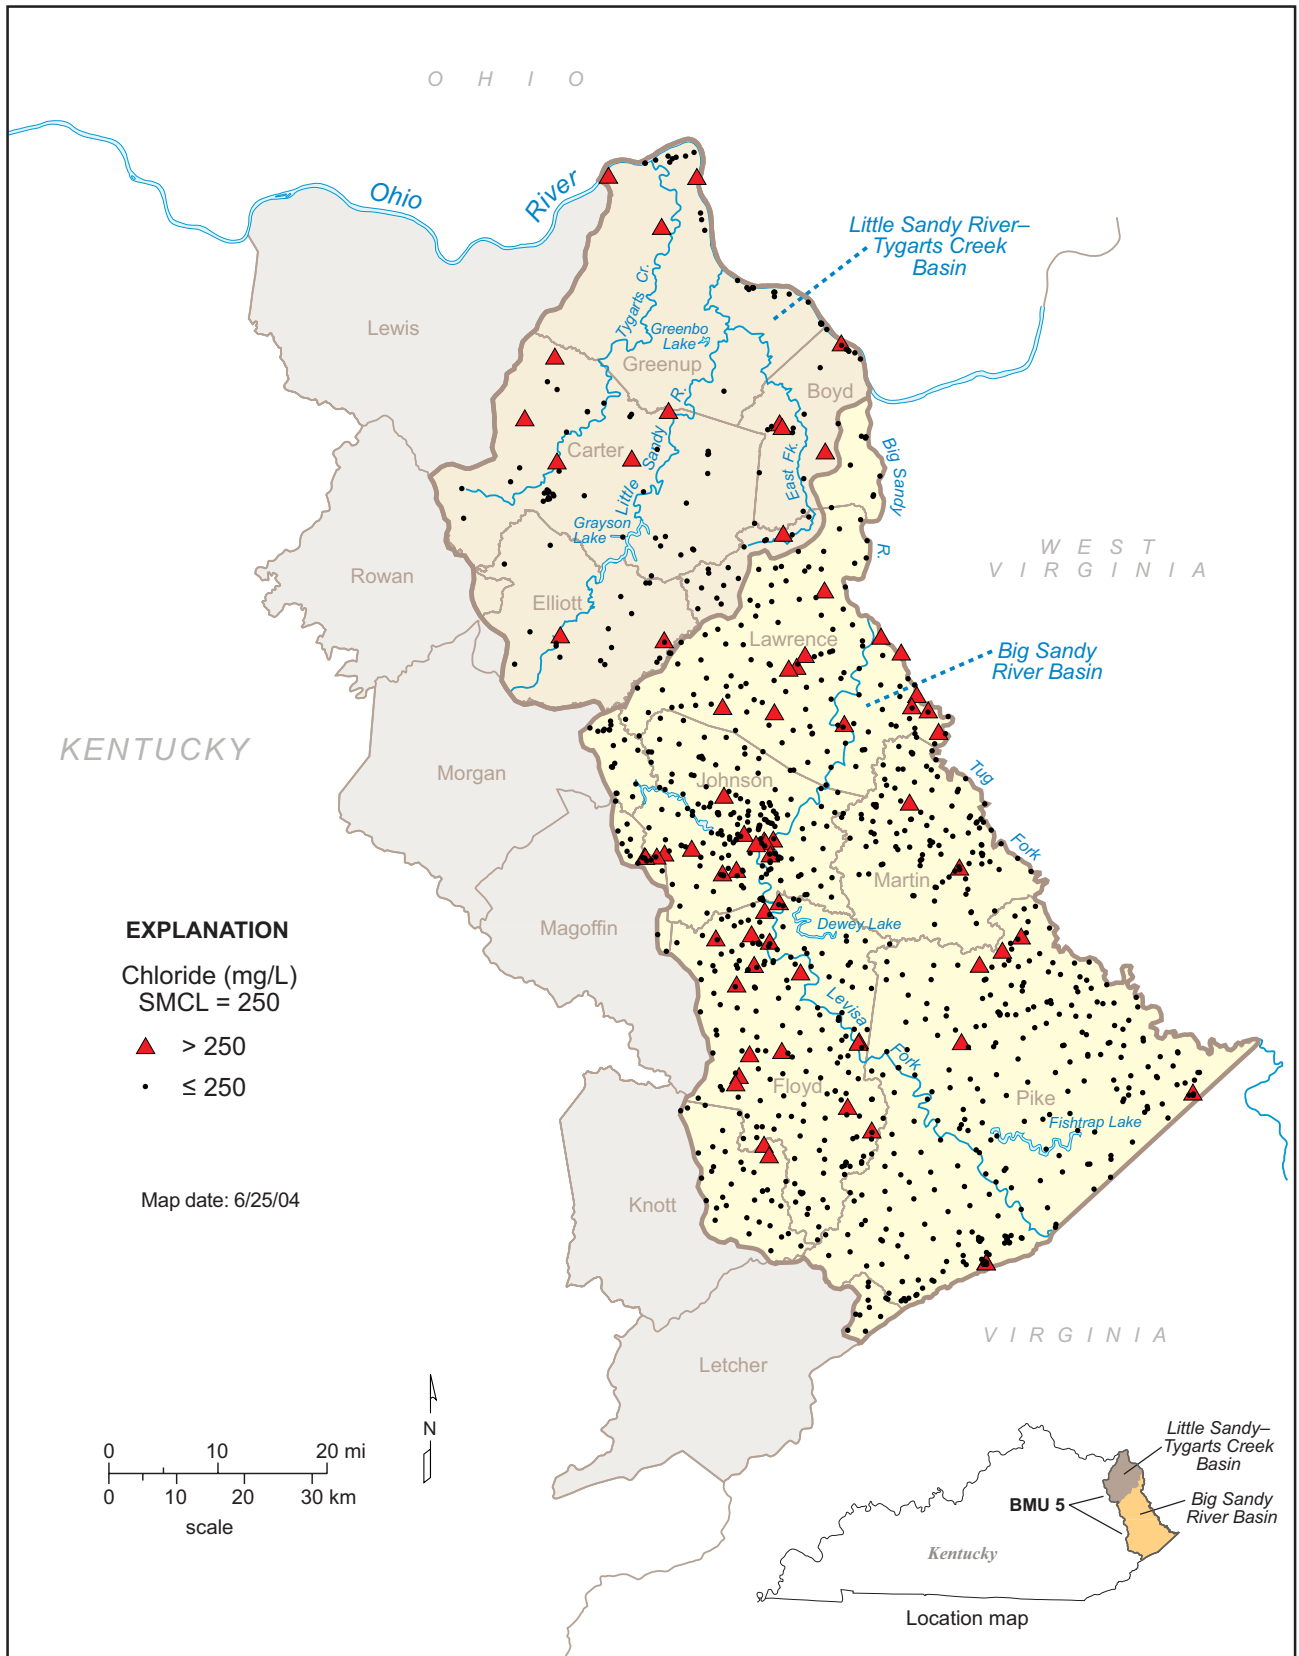 OHIO
Ohio
River
Little Sandy River–
Tygarts Creek
Basin
Lewis
Tygarts Cr.
Greenbo
Lake
Greenup
Boyd
Little Sandy R.
Carter
East Fk.
Big Sandy R.
Grayson
Lake
WEST
VIRGINIA
Rowan
Elliott
Lawrence
Big Sandy
River Basin
KENTUCKY
Morgan
Johnson
Tug Fork
Martin
Magoffin
Dewey Lake
Levisa Fork
Floyd
Pike
Fishtrap Lake
Knott
Letcher
VIRGINIA
EXPLANATION
Chloride (mg/L)
SMCL = 250
> 250
≤ 250
Map date: 6/25/04
N
0 10 20 mi
0 10 20 30 km
scale
Little Sandy–
Tygarts Creek
Basin
BMU 5
Big Sandy
River Basin
Kentucky
Location map